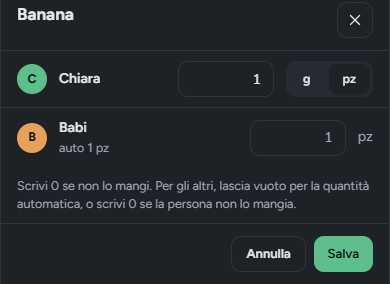 Banana
C
Chiara
1
g
pz
B
Babi
auto 1 pz
1
pz
Scrivi 0 se non lo mangi. Per gli altri, lascia vuoto per la quantità
automatica, o scrivi 0 se la persona non lo mangia.
Annulla
Salva